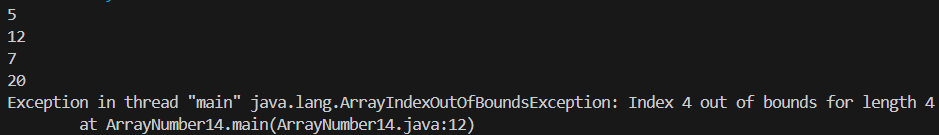 5
12
7
20
Exception in thread "main" java.lang.ArrayIndexOutOfBoundsException: Index 4 out of bounds for length 4
at ArrayNumber14.main(ArrayNumber14.java:12)